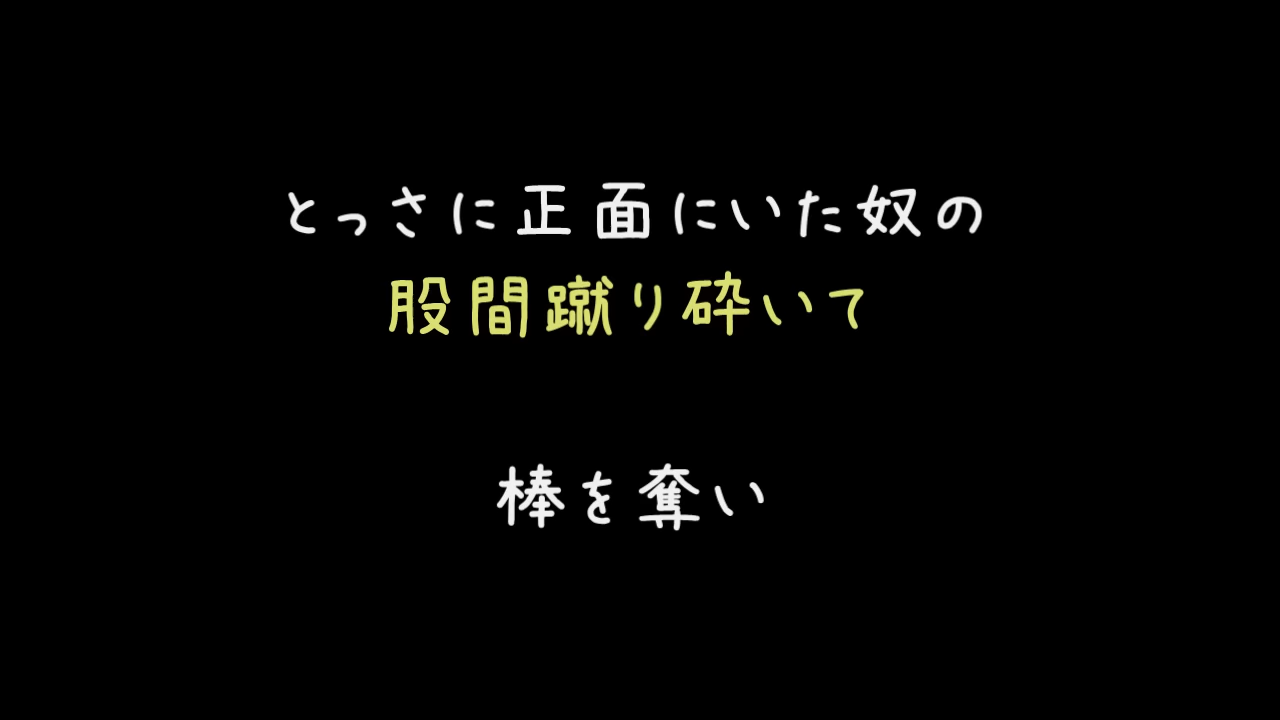 とっさに正面にいた奴の
股間蹴り砕いて
棒を奪い